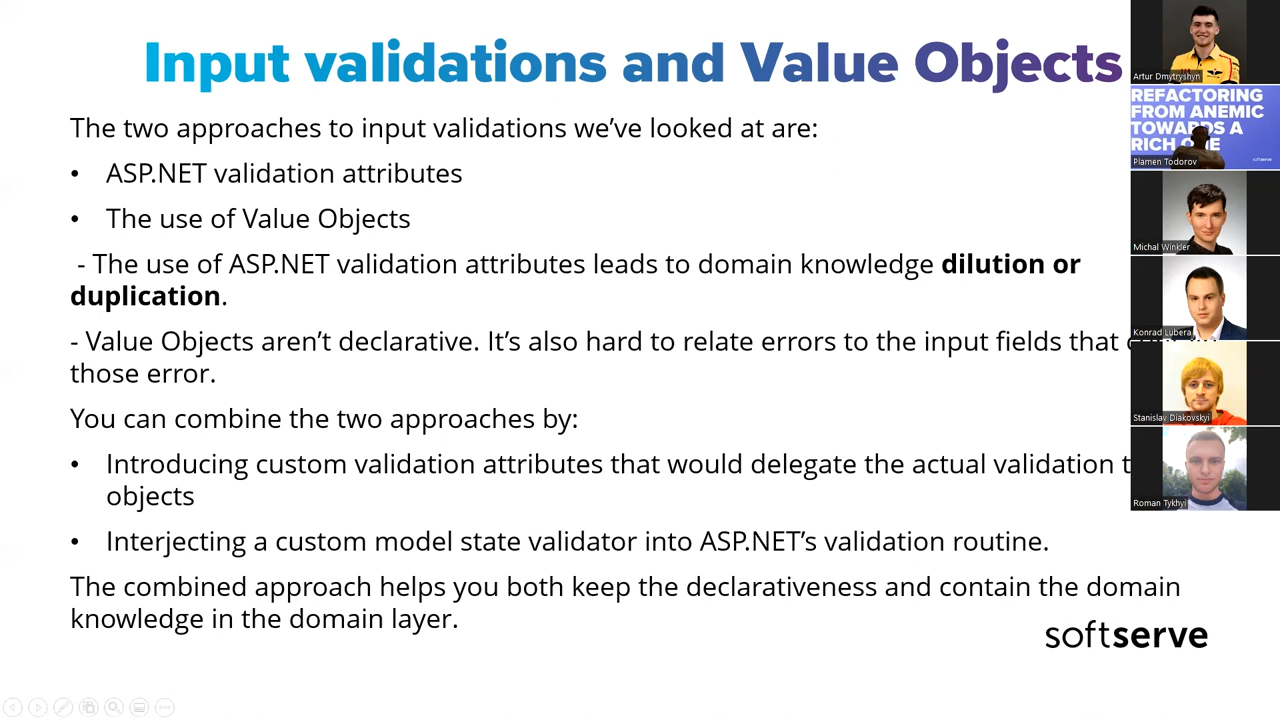 Input validations and Value Objects
The two approaches to input validations we’ve looked at are:
• ASP.NET validation attributes
• The use of Value Objects
- The use of ASP.NET validation attributes leads to domain knowledge dilution or
duplication.
- Value Objects aren’t declarative. It’s also hard to relate errors to the input fields that
those error.
You can combine the two approaches by:
• Introducing custom validation attributes that would delegate the actual validation
objects
• Interjecting a custom model state validator into ASP.NET’s validation routine.
The combined approach helps you both keep the declarativeness and contain the domain
knowledge in the domain layer.
softserve
Artur Dmytryshyn
REFACTORING
FROM ANEMIC
TOWARDS A
RICH
softserve
Plamen Todorov
Michal Winkler
Konrad Lubera
Stanislav Diakovskyi
Roman Tykhyi